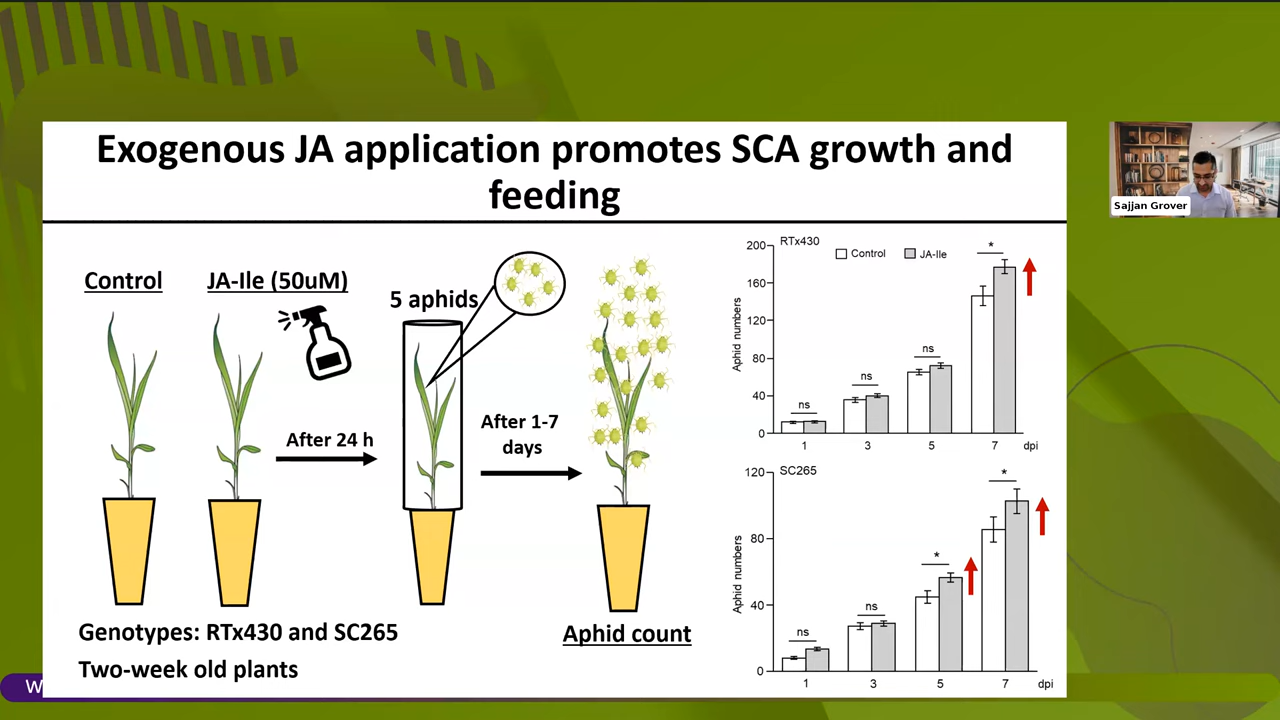 Exogenous JA application promotes SCA growth and
feeding
Control
JA-Ile (50uM)
5 aphids
After 24 h
After 1-7
days
Genotypes: RTx430 and SC265
Two-week old plants
Aphid count
RTx430
Control
JA-Ile
Aphid numbers
200
160
120
80
40
0
ns
ns
ns
*
1
3
5
7
dpi
SC265
Aphid numbers
120
80
40
0
ns
ns
*
*
1
3
5
7
dpi
Sajjan Grover
W